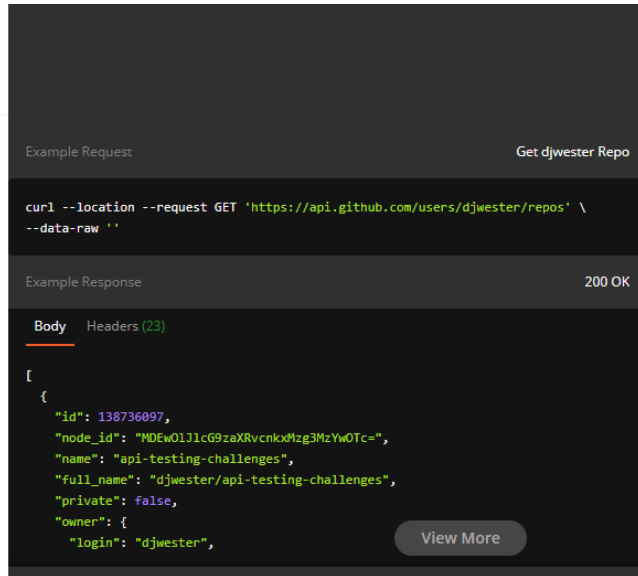 Example Request Get djwester Repo
curl --location --request GET 'https://api.github.com/users/djwester/repos' \
--data-raw ''
Example Response 200 OK
Body Headers (23)
[
{
"id": 138736097,
"node_id": "MDEwOlJlcG9zaXRvcnkxMzg3MzYwOTc=",
"name": "api-testing-challenges",
"full_name": "djwester/api-testing-challenges",
"private": false,
"owner": {
"login": "djwester",
View More